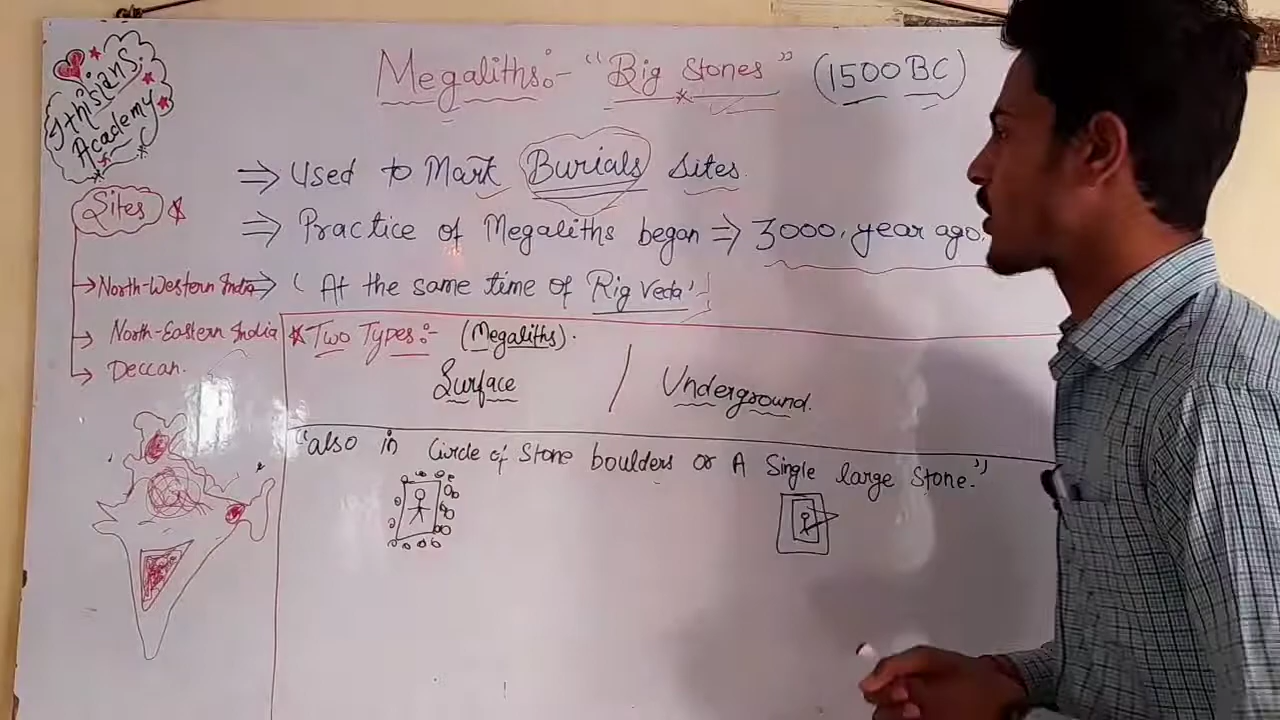 Ithisians
Academy
Megaliths:- "Big Stones" (1500 BC)
⇒ Used to Mark Burials Sites.
⇒ Practice of Megaliths began ⇒ 3000, year ago.
⇒ ( At the same time of Rig Veda'
Sites
→ North-Western India
→ North-Eastern India
→ Deccan.
Two Types:- (Megaliths).
Surface / Underground.
"also in Circle of Stone boulders or A Single large Stone."